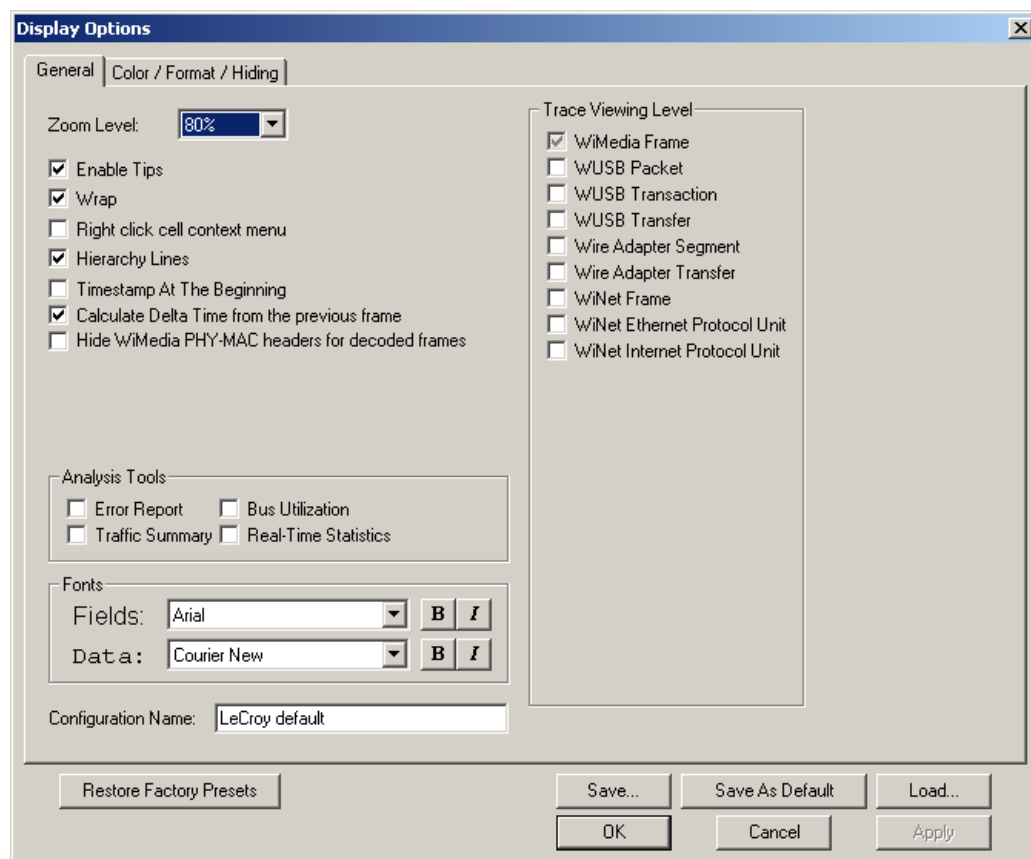 Display Options
General
Color / Format / Hiding
Zoom Level:
80%
Enable Tips
Wrap
Right click cell context menu
Hierarchy Lines
Timestamp At The Beginning
Calculate Delta Time from the previous frame
Hide WiMedia PHY-MAC headers for decoded frames
Trace Viewing Level
WiMedia Frame
WUSB Packet
WUSB Transaction
WUSB Transfer
Wire Adapter Segment
Wire Adapter Transfer
WiNet Frame
WiNet Ethernet Protocol Unit
WiNet Internet Protocol Unit
Analysis Tools
Error Report
Bus Utilization
Traffic Summary
Real-Time Statistics
Fonts
Fields:
Arial
B
I
Data:
Courier New
B
I
Configuration Name:
LeCroy default
Restore Factory Presets
Save...
Save As Default
Load...
OK
Cancel
Apply